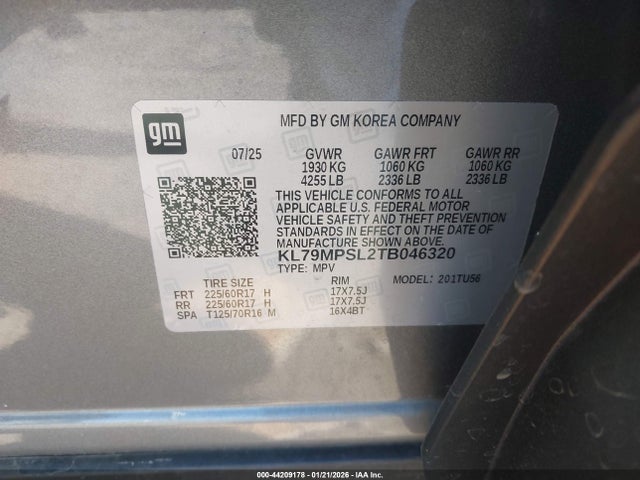 gm
MFD BY GM KOREA COMPANY
07/25 GVWR GAWR FRT GAWR RR
1930 KG 1060 KG 1060 KG
4255 LB 2336 LB 2336 LB
THIS VEHICLE CONFORMS TO ALL
APPLICABLE U.S. FEDERAL MOTOR
VEHICLE SAFETY AND THEFT PREVENTION
STANDARDS IN EFFECT ON THE DATE OF
MANUFACTURE SHOWN ABOVE.
KL79MPSL2TB046320
TYPE: MPV MODEL: 201TU56
TIRE SIZE RIM
FRT 225/60R17 H 17X7.5J
RR 225/60R17 H 17X7.5J
SPA T125/70R16 M 16X4BT
000-44209178 - 01/21/2026 - IAA Inc.